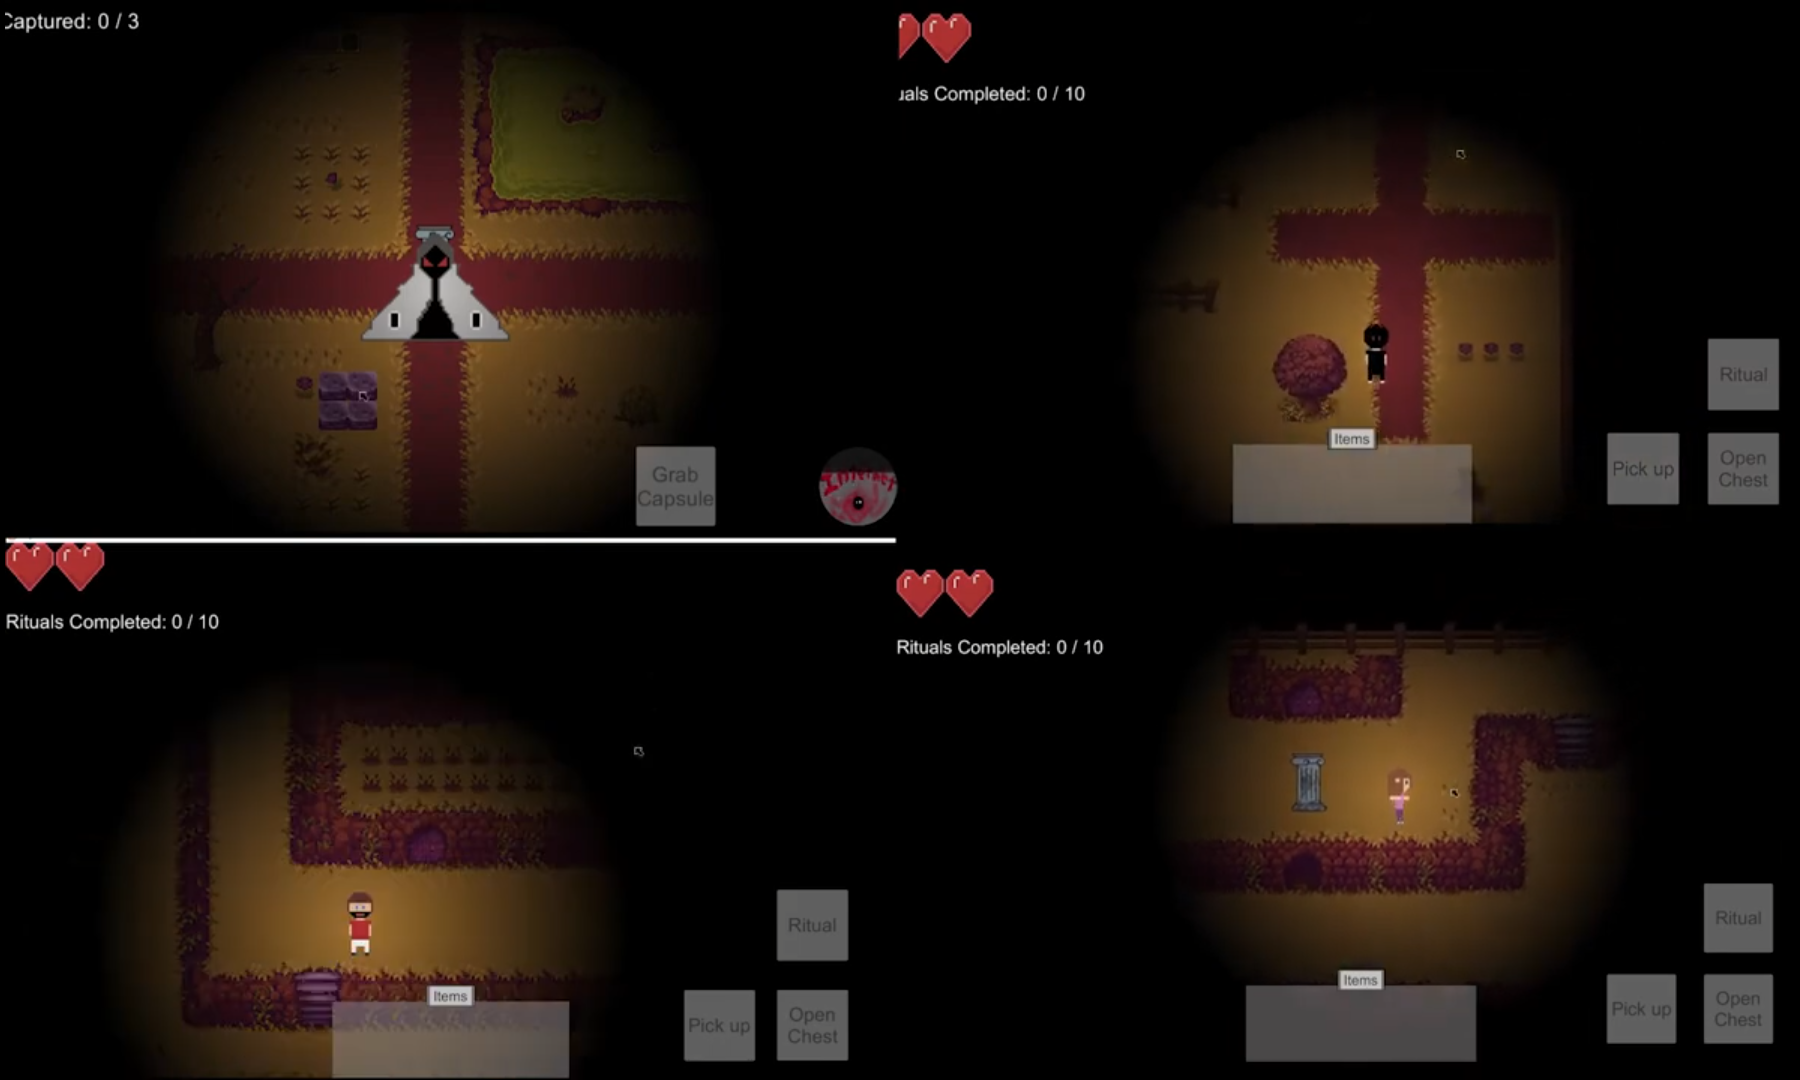 Captured: 0 / 3
Grab
Capsule
uals Completed: 0 / 10
Items
Ritual
Pick up
Open
Chest
Rituals Completed: 0 / 10
Items
Ritual
Pick up
Open
Chest
Rituals Completed: 0 / 10
Items
Ritual
Pick up
Open
Chest